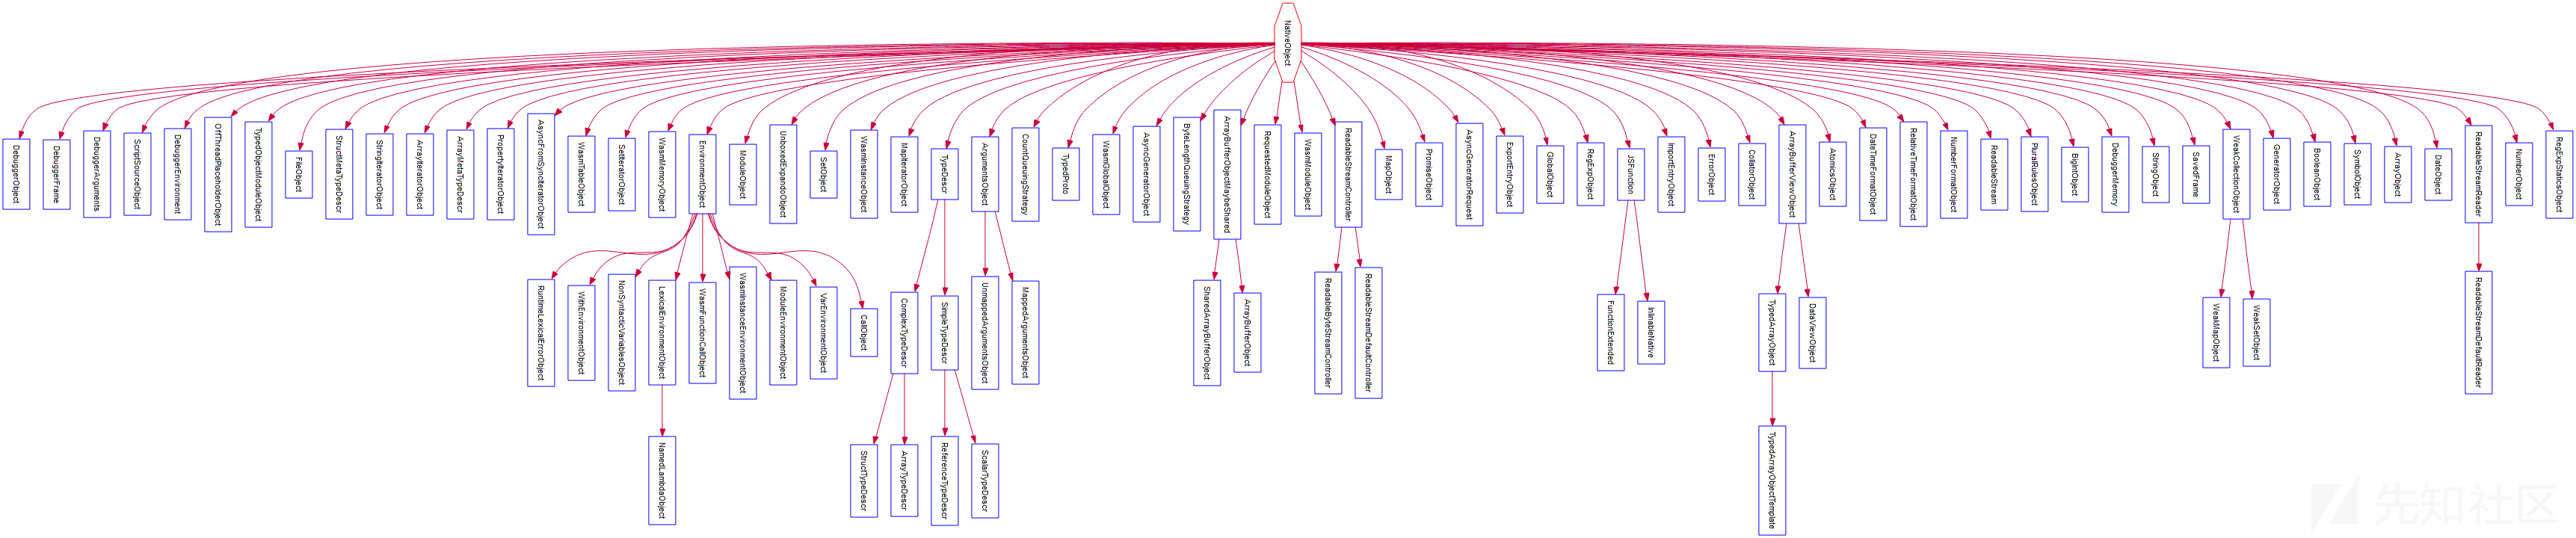 NativeObject
DebuggerObject
DebuggerFrame
DebuggerArguments
ScriptSourceObject
DebuggerEnvironment
OffThreadPlaceholderObject
TypedObjectModuleObject
FileObject
StructMetaTypeDescr
StringIteratorObject
ArrayIteratorObject
ArrayMetaTypeDescr
PropertyIteratorObject
AsyncFromSyncIteratorObject
WasmTableObject
SetIteratorObject
WasmMemoryObject
EnvironmentObject
ModuleObject
UnboxedExpandoObject
SetObject
WasmInstanceObject
MapIteratorObject
TypeDescr
ArgumentsObject
CountQueuingStrategy
TypedProto
WasmGlobalObject
AsyncGeneratorObject
ByteLengthQueuingStrategy
ArrayBufferObjectMaybeShared
RequestedModuleObject
WasmModuleObject
ReadableStreamController
MapObject
PromiseObject
AsyncGeneratorRequest
ExportEntryObject
GlobalObject
RegExpObject
JSFunction
ImportEntryObject
ErrorObject
CollatorObject
ArrayBufferViewObject
AtomicsObject
DateTimeFormatObject
RelativeTimeFormatObject
NumberFormatObject
ReadableStream
PluralRulesObject
BigIntObject
DebuggerMemory
StringObject
SavedFrame
WeakCollectionObject
GeneratorObject
BooleanObject
SymbolObject
ArrayObject
DateObject
ReadableStreamReader
NumberObject
RegExpStaticsObject
RuntimeLexicalErrorObject
WithEnvironmentObject
NonSyntacticVariablesObject
LexicalEnvironmentObject
WasmFunctionCallObject
WasmInstanceEnvironmentObject
ModuleEnvironmentObject
VarEnvironmentObject
CallObject
ComplexTypeDescr
SimpleTypeDescr
UnmappedArgumentsObject
MappedArgumentsObject
SharedArrayBufferObject
ArrayBufferObject
ReadableByteStreamController
ReadableStreamDefaultController
FunctionExtended
InlinableNative
TypedArrayObject
DataViewObject
WeakMapObject
WeakSetObject
ReadableStreamDefaultReader
NamedLambdaObject
StructTypeDescr
ArrayTypeDescr
ReferenceTypeDescr
ScalarTypeDescr
TypedArrayObjectTemplate
先知社区